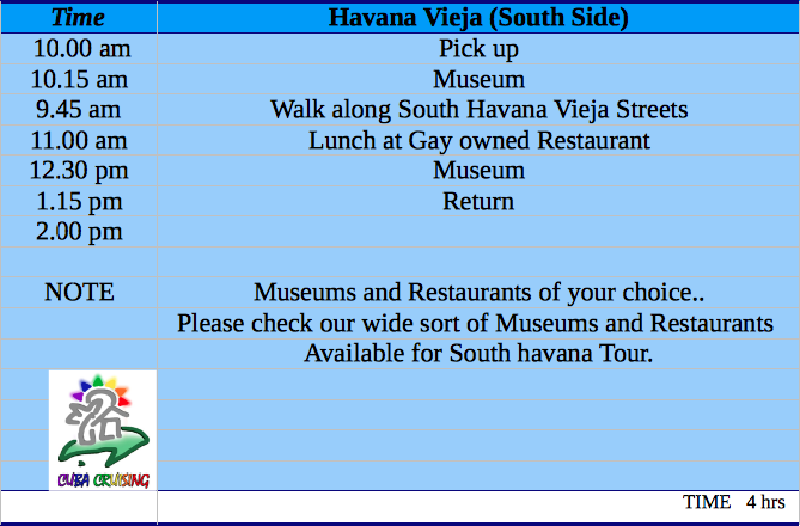 Time Havana Vieja (South Side)
10.00 am Pick up
10.15 am Museum
9.45 am Walk along South Havana Vieja Streets
11.00 am Lunch at Gay owned Restaurant
12.30 pm Museum
1.15 pm Return
2.00 pm
NOTE Museums and Restaurants of your choice..
Please check our wide sort of Museums and Restaurants
Available for South havana Tour.
CUBA CRUISING
TIME 4 hrs